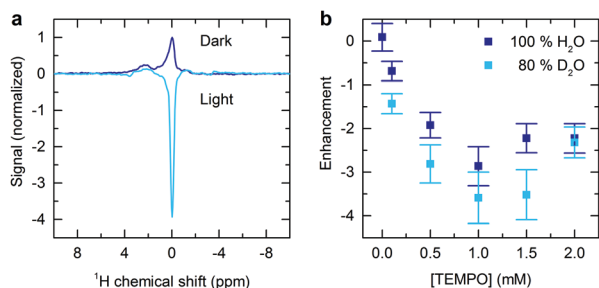 a
Signal (normalized)
1
0
-1
-2
-3
-4
Dark
Light
8 4 0 -4 -8
¹H chemical shift (ppm)
b
Enhancement
0
-1
-2
-3
-4
100 % H₂O
80 % D₂O
0.0 0.5 1.0 1.5 2.0
[TEMPO] (mM)